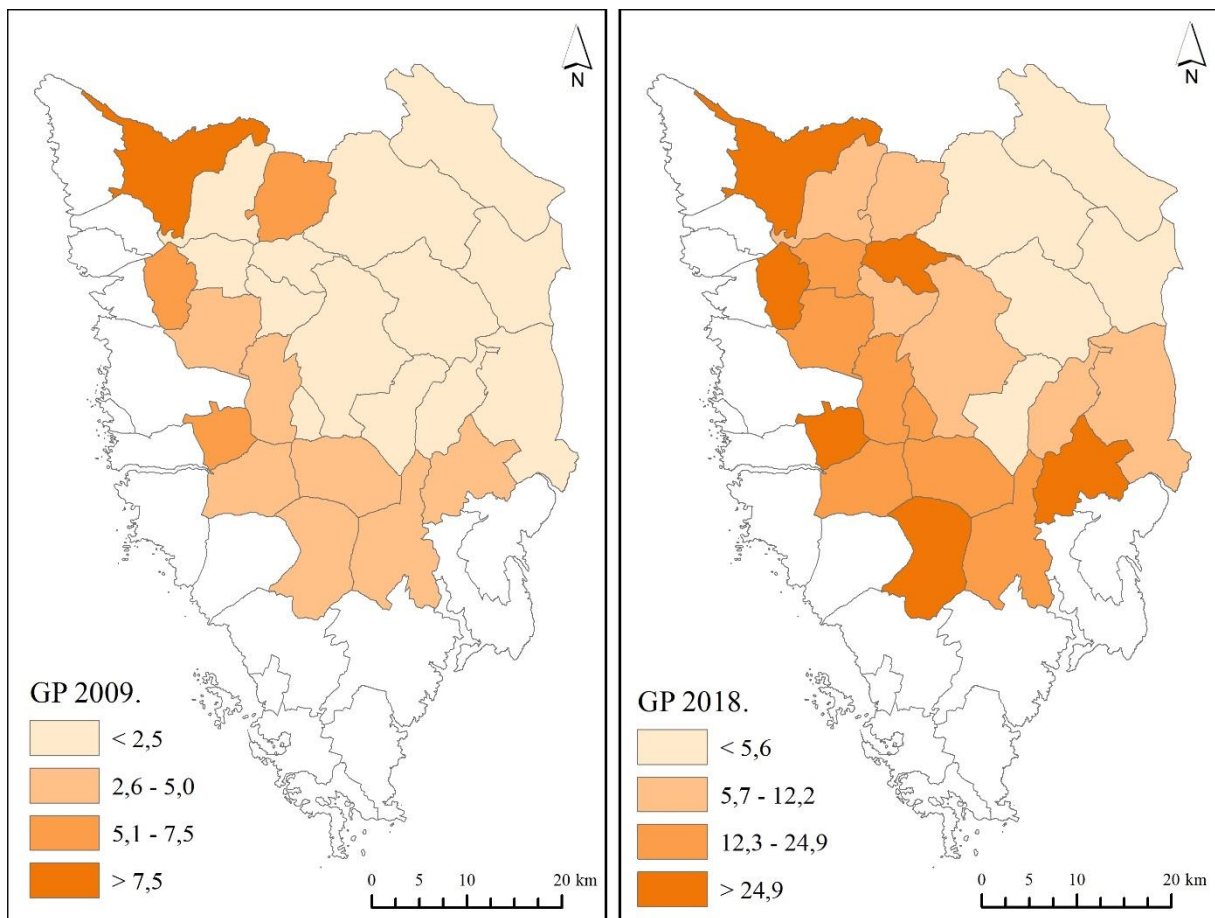 N
GP 2009.
< 2,5
2,6 - 5,0
5,1 - 7,5
> 7,5
0 5 10 20 km
N
GP 2018.
< 5,6
5,7 - 12,2
12,3 - 24,9
> 24,9
0 5 10 20 km